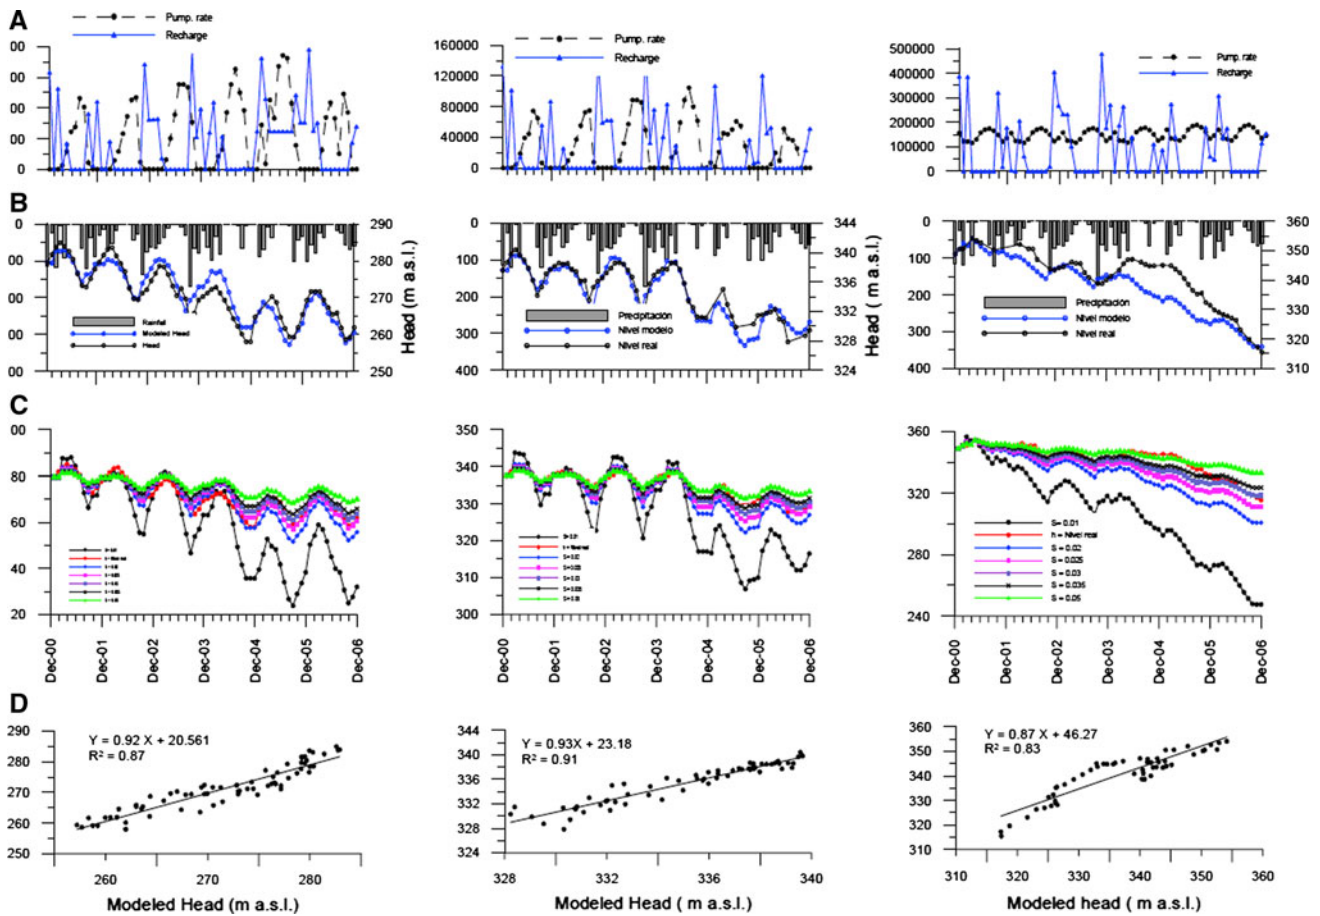 A
Pump. rate
Recharge
00
00
00
00
0
Pump. rate
Recharge
160000
120000
80000
40000
0
Pump. rate
Recharge
500000
400000
300000
200000
100000
0
B
0
00
00
00
00
Rainfall
Modeled Head
Head
290
280
270
260
250
Head (m a.s.l.)
0
100
200
300
400
Precipitación
Nivel modelo
Nivel real
344
340
336
332
328
324
Head ( m a.s.l.)
0
100
200
300
400
Precipitación
Nivel modelo
Nivel real
360
350
340
330
320
310
C
00
80
60
40
20
Dec-00
Dec-01
Dec-02
Dec-03
Dec-04
Dec-05
Dec-06
350
340
330
320
310
300
Dec-00
Dec-01
Dec-02
Dec-03
Dec-04
Dec-05
Dec-06
360
320
280
240
S= 0.01
h = Nivel real
S = 0.02
S = 0.025
S = 0.03
S = 0.035
S = 0.05
Dec-00
Dec-01
Dec-02
Dec-03
Dec-04
Dec-05
Dec-06
D
Y = 0.92 X + 20.561
R² = 0.87
290
280
270
260
250
260
270
280
Modeled Head (m a.s.l.)
Y = 0.93X + 23.18
R² = 0.91
344
340
336
332
328
324
328
332
336
340
Modeled Head ( m a.s.l.)
Y = 0.87 X + 46.27
R² = 0.83
360
350
340
330
320
310
310
320
330
340
350
360
Modeled head ( m a.s.l.)